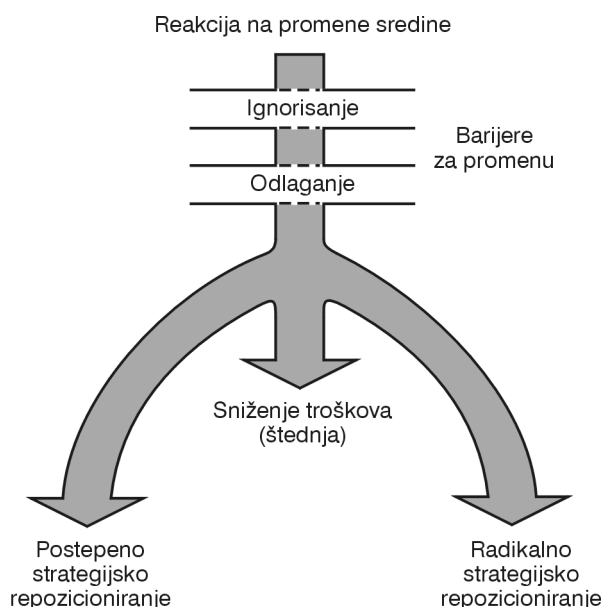 Reakcija na promene sredine
Ignorisanje
Barijere
za promenu
Odlaganje
Sniženje troškova
(štednja)
Postepeno
strategijsko
repozicioniranje
Radikalno
strategijsko
repozicioniranje